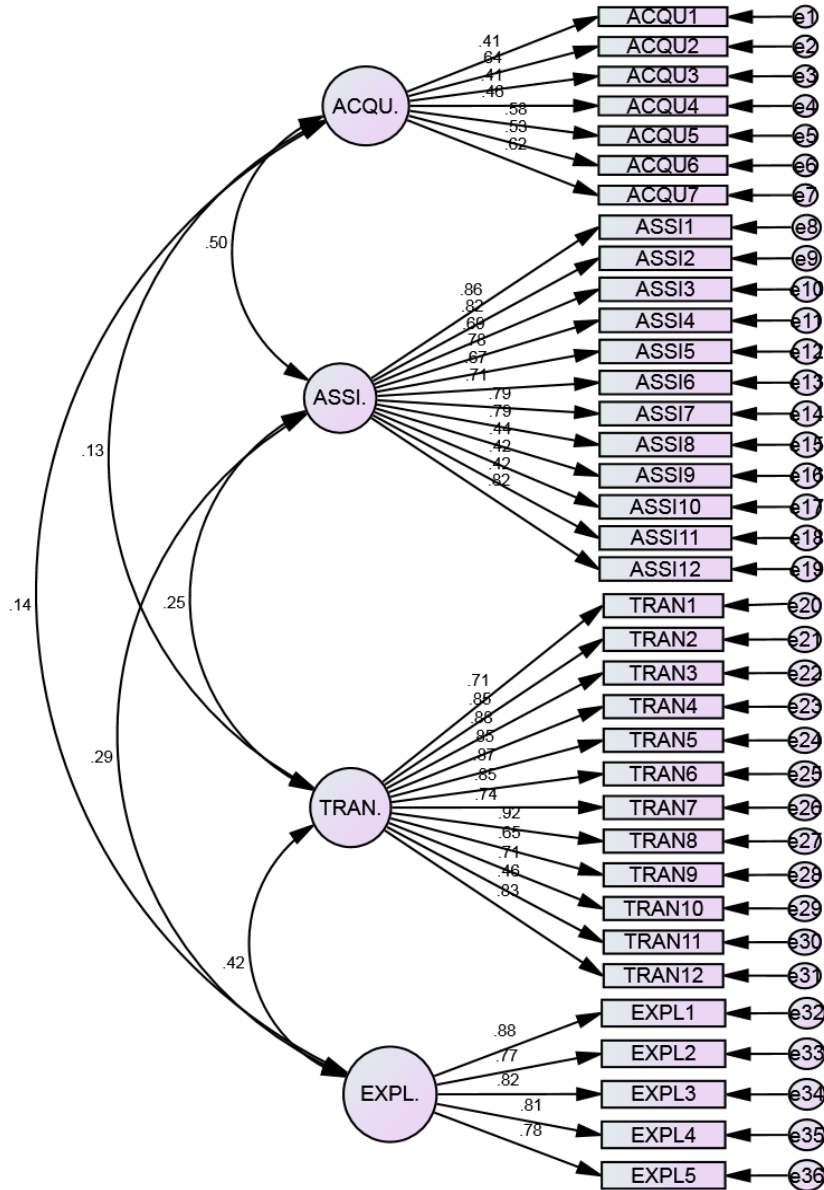 ACQU1 e1
ACQU2 e2
ACQU3 e3
ACQU4 e4
ACQU5 e5
ACQU6 e6
ACQU7 e7
.41
.64
.41
.46
.58
.53
.62
ACQU.
ASSI1 e8
ASSI2 e9
ASSI3 e10
ASSI4 e11
ASSI5 e12
ASSI6 e13
ASSI7 e14
ASSI8 e15
ASSI9 e16
ASSI10 e17
ASSI11 e18
ASSI12 e19
.50
.86
.82
.69
.78
.67
.71
.79
.79
.44
.42
.42
.82
ASSI.
.13
.14
.25
.29
TRAN1 e20
TRAN2 e21
TRAN3 e22
TRAN4 e23
TRAN5 e24
TRAN6 e25
TRAN7 e26
TRAN8 e27
TRAN9 e28
TRAN10 e29
TRAN11 e30
TRAN12 e31
.71
.85
.88
.85
.87
.85
.74
.92
.65
.71
.46
.83
TRAN.
.42
EXPL1 e32
EXPL2 e33
EXPL3 e34
EXPL4 e35
EXPL5 e36
.88
.77
.82
.81
.78
EXPL.